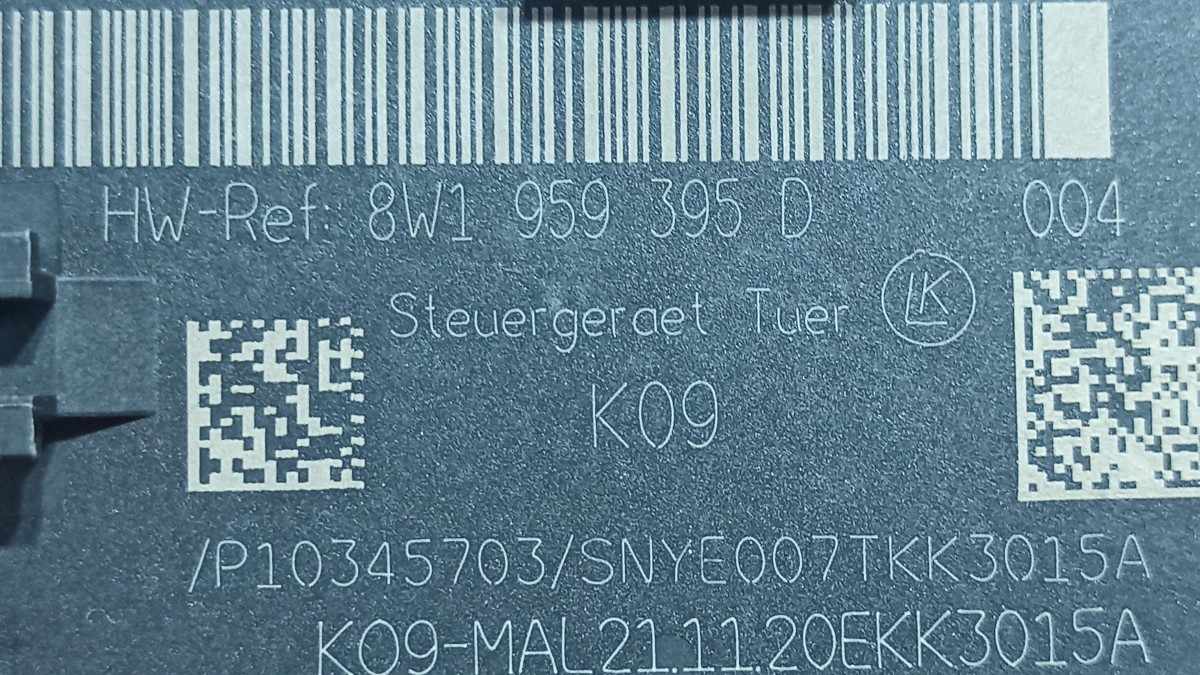 HW-Ref: 8W1 959 395 D 004
Steuergeraet Tuer LK
K09
/P10345703/SNYE007TKK3015A
K09-MAL21.11.20EKK3015A